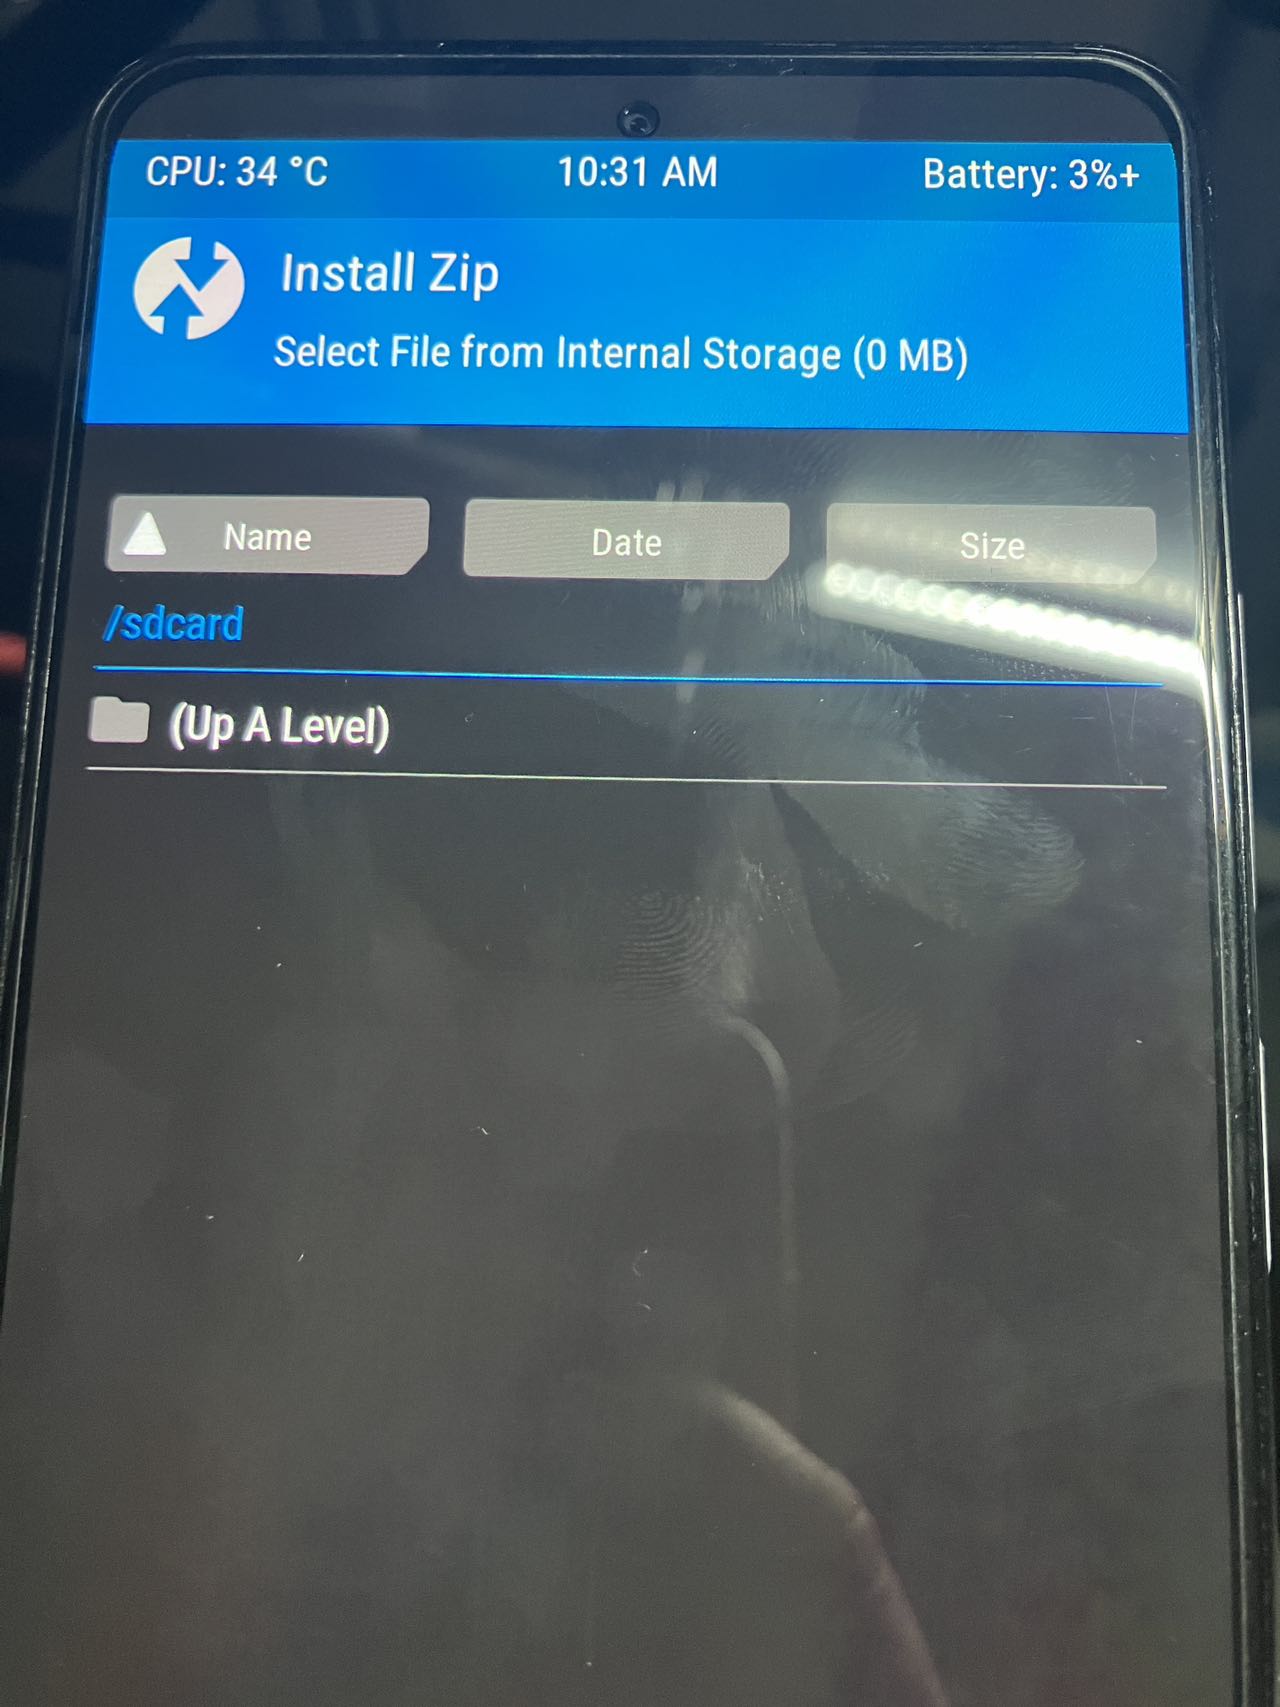 CPU: 34 °C 10:31 AM Battery: 3%+
Install Zip
Select File from Internal Storage (0 MB)
Name Date Size
/sdcard
(Up A Level)